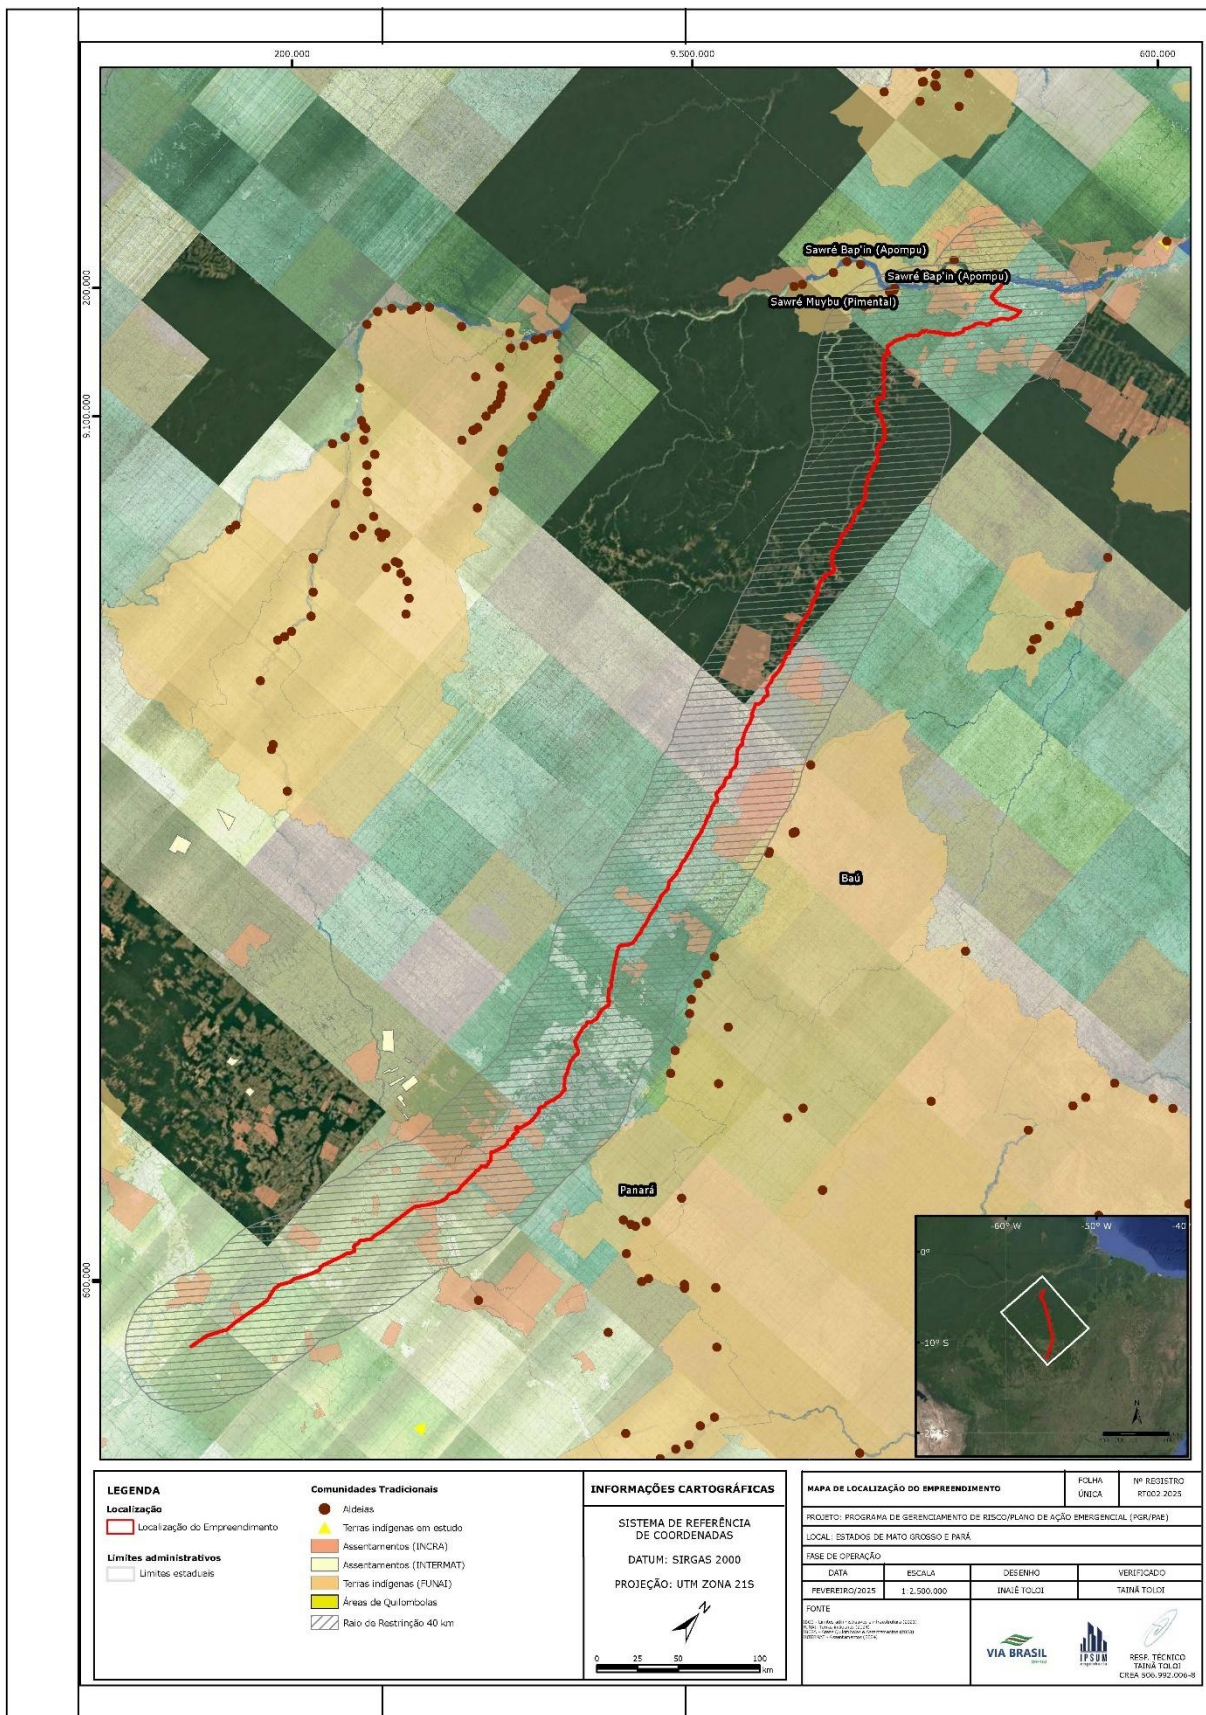 200.000
9.500.000
600.000
200.000
9.100.000
600.000
Sawré Bap'in (Apompu)
Sawré Bap'in (Apompu)
Sawré Muybu (Pimental)
Baú
Panará
-60° W
-50° W
-40
0°
-10° S
N
LEGENDA
Localização
Localização do Empreendimento
Limites administrativos
Limites estaduais
Comunidades Tradicionais
Aldeias
Terras indígenas em estudo
Assentamentos (INCRA)
Assentamentos (INTERMAT)
Terras indígenas (FUNAI)
Áreas de Quilombolas
Raio de Restrinção 40 km
INFORMAÇÕES CARTOGRÁFICAS
SISTEMA DE REFERÊNCIA
DE COORDENADAS
DATUM: SIRGAS 2000
PROJEÇÃO: UTM ZONA 21S
N
0 25 50 100
km
MAPA DE LOCALIZAÇÃO DO EMPREENDIMENTO
FOLHA
ÚNICA
Nº REGISTRO
RT002.2025
PROJETO: PROGRAMA DE GERENCIAMENTO DE RISCO/PLANO DE AÇÃO EMERGENCIAL (PGR/PAE)
LOCAL: ESTADOS DE MATO GROSSO E PARÁ
FASE DE OPERAÇÃO
DATA ESCALA DESENHO VERIFICADO
FEVEREIRO/2025 1:2.500.000 INAIÊ TOLOI TAINÃ TOLOI
FONTE
VIA BRASIL
IPSUM
RESP. TÉCNICO
TAINÃ TOLOI
CREA 506.992.006-8